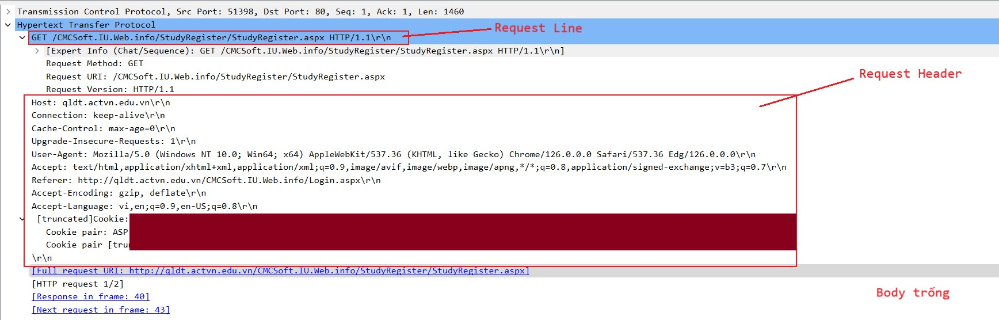 Transmission Control Protocol, Src Port: 51398, Dst Port: 80, Seq: 1, Ack: 1, Len: 1460
Hypertext Transfer Protocol
Request Line
GET /CMCSoft.IU.Web.info/StudyRegister/StudyRegister.aspx HTTP/1.1\r\n
[Expert Info (Chat/Sequence): GET /CMCSoft.IU.Web.info/StudyRegister/StudyRegister.aspx HTTP/1.1\r\n]
Request Method: GET
Request URI: /CMCSoft.IU.Web.info/StudyRegister/StudyRegister.aspx
Request Header
Request Version: HTTP/1.1
Host: qldt.actvn.edu.vn\r\n
Connection: keep-alive\r\n
Cache-Control: max-age=0\r\n
Upgrade-Insecure-Requests: 1\r\n
User-Agent: Mozilla/5.0 (Windows NT 10.0; Win64; x64) AppleWebKit/537.36 (KHTML, like Gecko) Chrome/126.0.0.0 Safari/537.36 Edg/126.0.0.0\r\n
Accept: text/html,application/xhtml+xml,application/xml;q=0.9,image/avif,image/webp,image/apng,*/*;q=0.8,application/signed-exchange;v=b3;q=0.7\r\n
Referer: http://qldt.actvn.edu.vn/CMCSoft.IU.Web.info/Login.aspx\r\n
Accept-Encoding: gzip, deflate\r\n
Accept-Language: vi,en;q=0.9,en-US;q=0.8\r\n
[truncated]Cookie:
Cookie pair: ASP
Cookie pair [tru
\r\n
[Full request URI: http://qldt.actvn.edu.vn/CMCSoft.IU.Web.info/StudyRegister/StudyRegister.aspx]
[HTTP request 1/2]
Body trống
[Response in frame: 40]
[Next request in frame: 43]